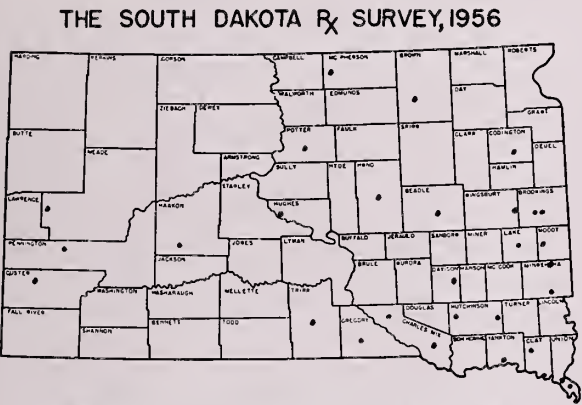 THE SOUTH DAKOTA ℞ SURVEY, 1956
HARDING PERKINS CORSON CAMPBELL MC PHERSON BROWN MARSHALL ROBERTS
WALWORTH EDMUNDS DAY
ZIEBACH DEWEY GRANT
BUTTE POTTER FAULK SPINK CLARK CODINGTON
MEADE DEUEL
ARMSTRONG SULLY HYDE HAND HAMLIN
LAWRENCE STANLEY BEADLE KINGSBURY BROOKINGS
HAAKON HUGHES
PENNINGTON JONES LYMAN BUFFALO JERAULD SANBORN MINER LAKE MOODY
JACKSON BRULE AURORA
CUSTER DAVISON HANSON MC COOK MINNEHAHA
WASHINGTON WASHABAUGH MELLETTE TRIPP
FALL RIVER DOUGLAS HUTCHINSON TURNER LINCOLN
SHANNON BENNETT TODD GREGORY CHARLES MIX
BON HOMME YANKTON CLAY UNION